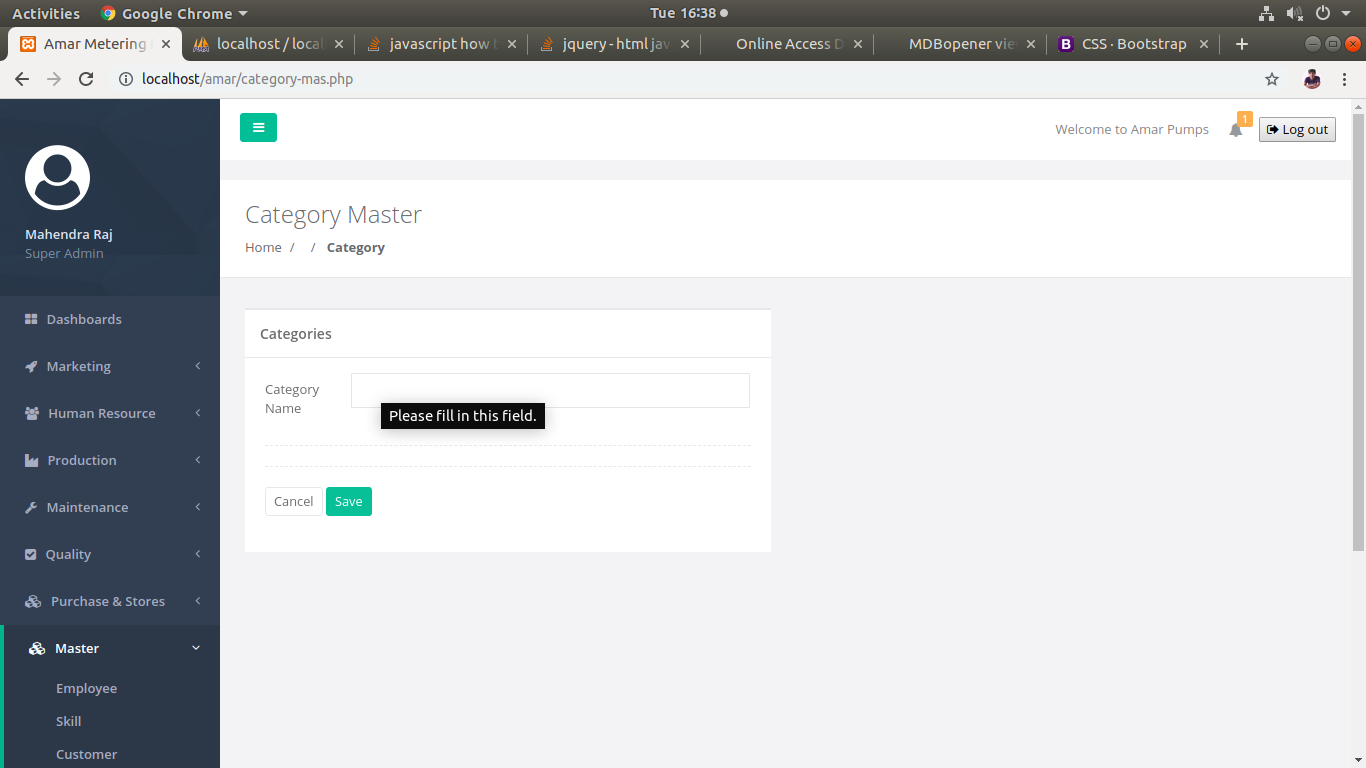 Activities Google Chrome Tue 16:38
Amar Metering localhost / local javascript how jquery - html jav Online Access D MDBopener vie CSS · Bootstrap
localhost/amar/category-mas.php
Welcome to Amar Pumps 1 Log out
Mahendra Raj
Super Admin
Category Master
Home / / Category
Dashboards
Marketing
Human Resource
Production
Maintenance
Quality
Purchase & Stores
Master
Employee
Skill
Customer
Categories
Category
Name
Please fill in this field.
Cancel Save